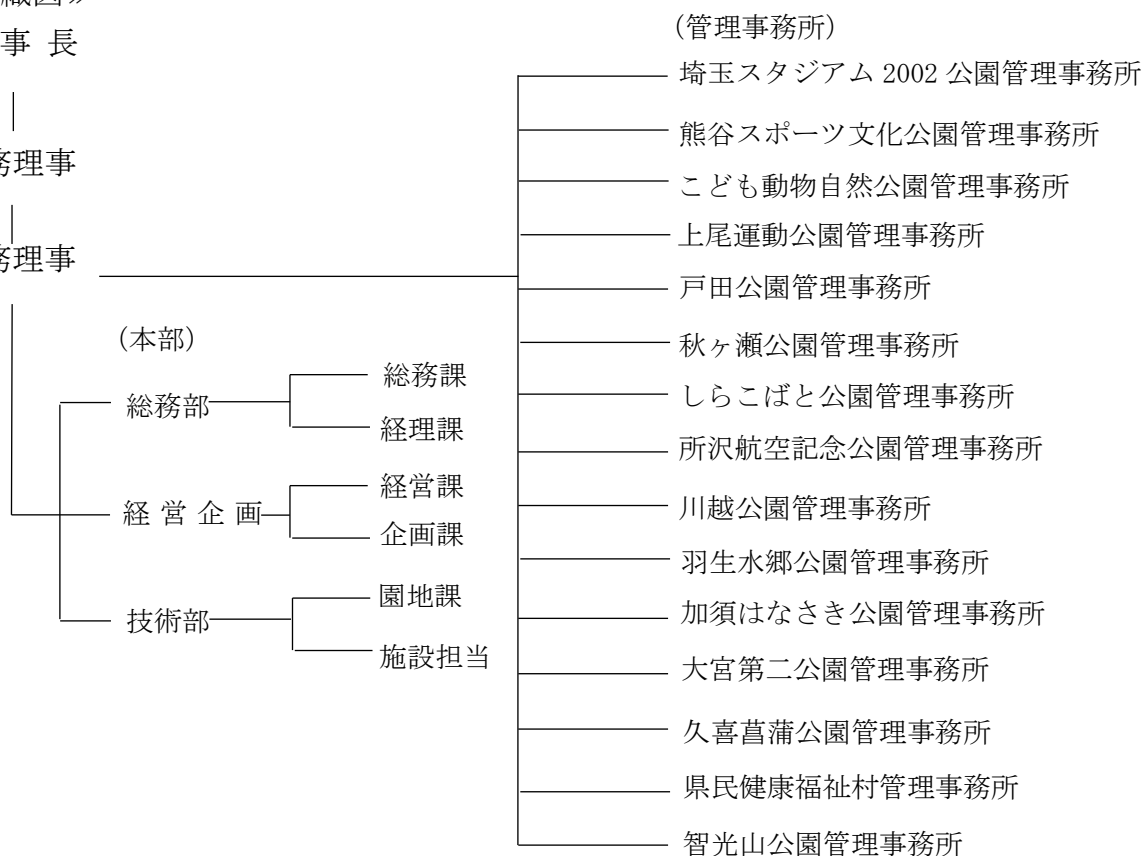 事 長
務理事
務理事
(本部)
総務部
総務課
経理課
経 営 企 画
経営課
企画課
技術部
園地課
施設担当
(管理事務所)
埼玉スタジアム 2002 公園管理事務所
熊谷スポーツ文化公園管理事務所
こども動物自然公園管理事務所
上尾運動公園管理事務所
戸田公園管理事務所
秋ヶ瀬公園管理事務所
しらこばと公園管理事務所
所沢航空記念公園管理事務所
川越公園管理事務所
羽生水郷公園管理事務所
加須はなさき公園管理事務所
大宮第二公園管理事務所
久喜菖蒲公園管理事務所
県民健康福祉村管理事務所
智光山公園管理事務所